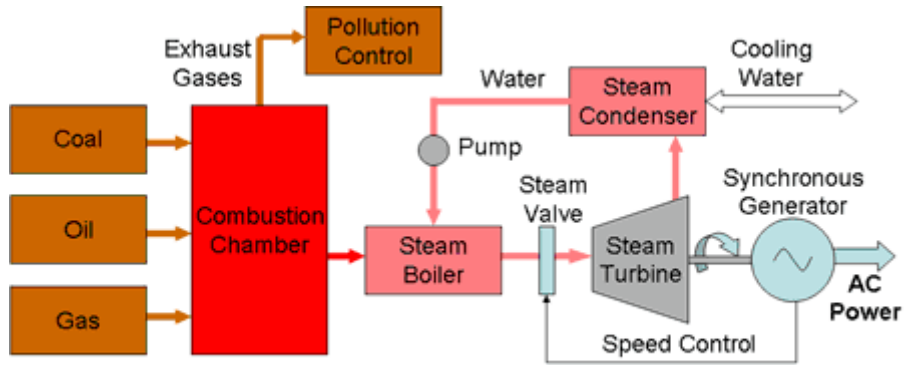 Pollution
Control
Exhaust
Gases
Cooling
Water
Water
Steam
Condenser
Coal
Pump
Steam
Valve
Synchronous
Generator
Oil
Combustion
Chamber
Steam
Boiler
Steam
Turbine
AC
Power
Gas
Speed Control